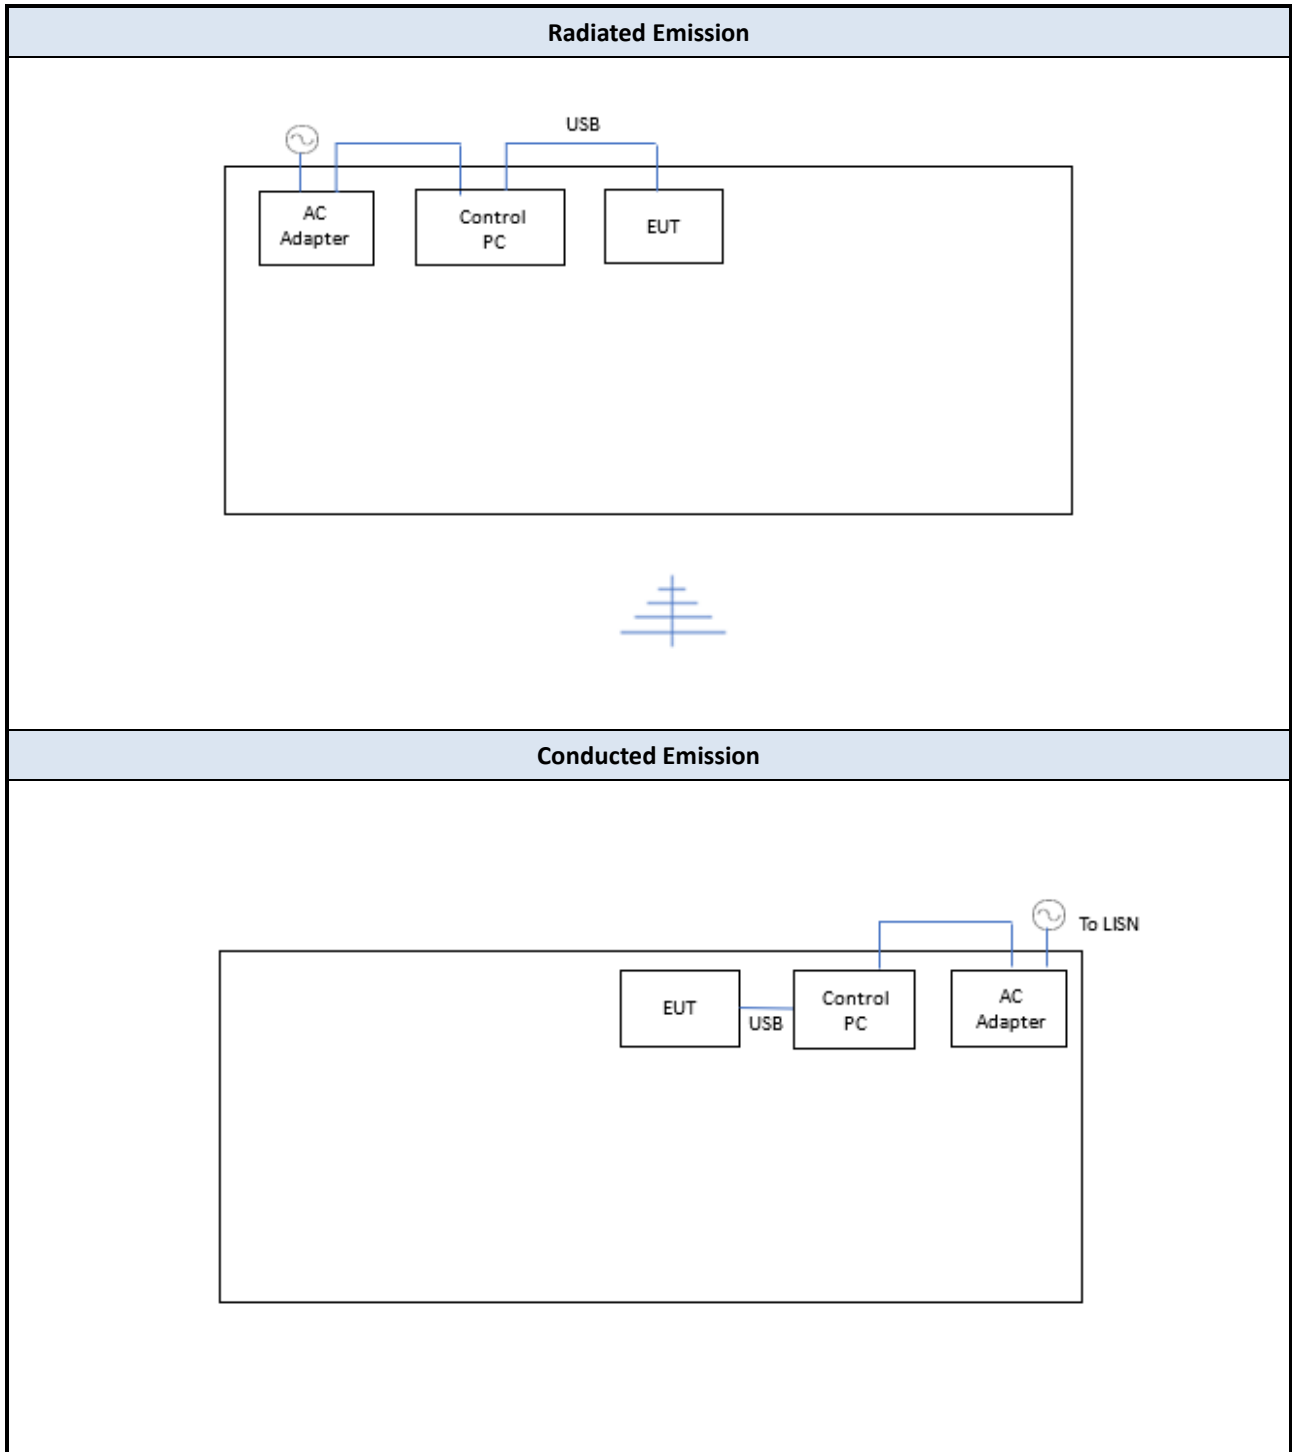 Radiated Emission
USB
AC
Adapter
Control
PC
EUT
Conducted Emission
To LISN
EUT
USB
Control
PC
AC
Adapter